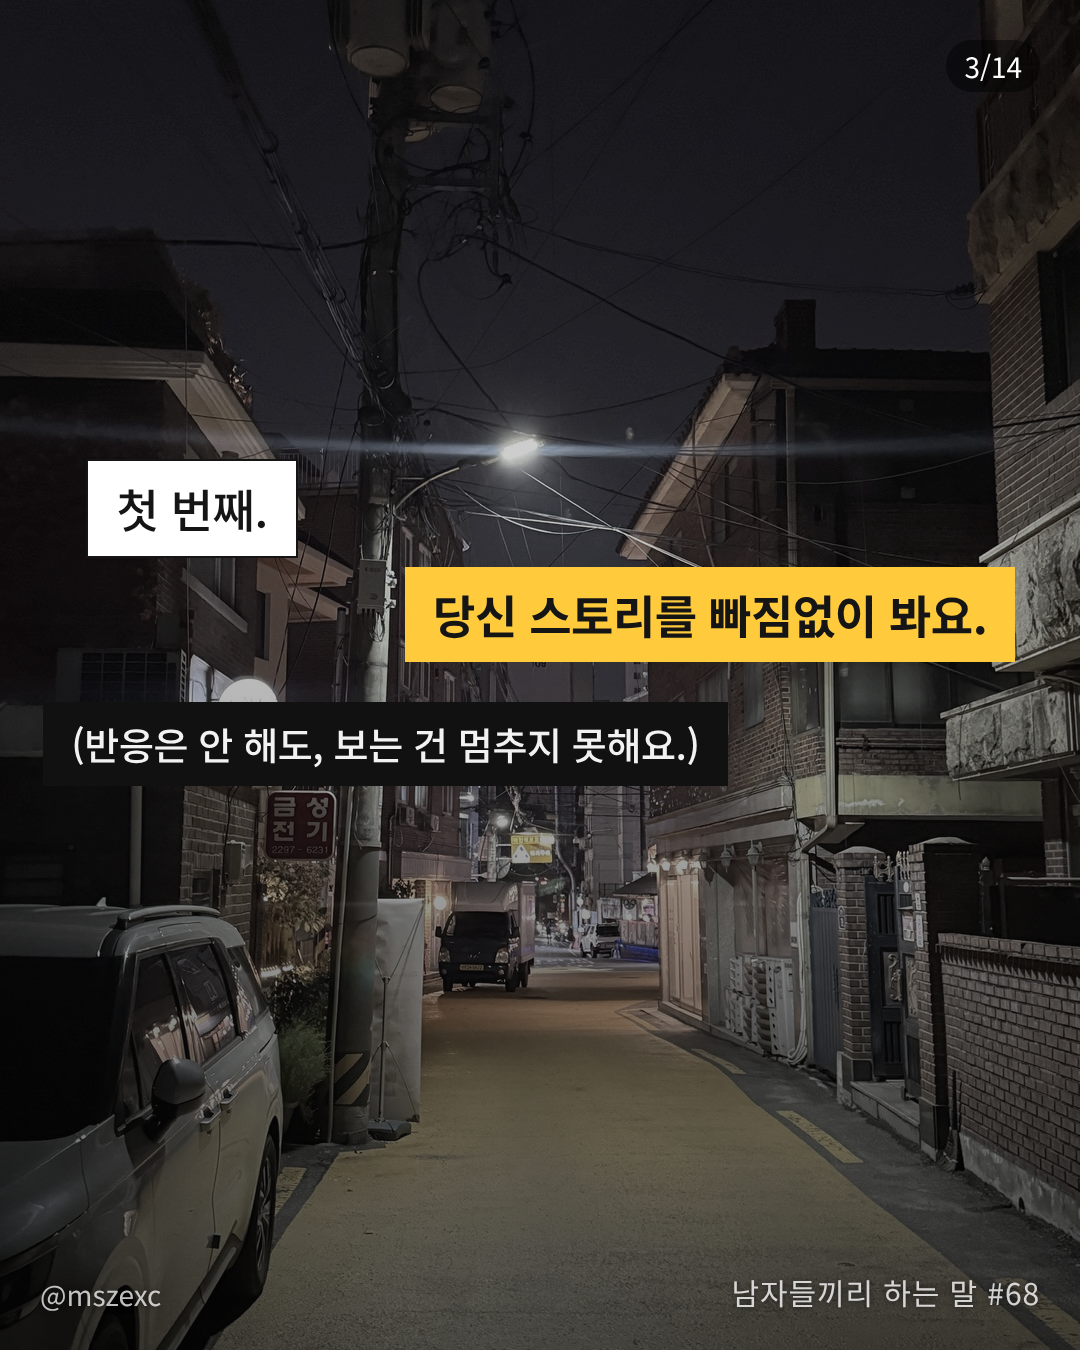 3/14
첫 번째.
당신 스토리를 빠짐없이 봐요.
(반응은 안 해도, 보는 건 멈추지 못해요.)
금성
전기
2297-6231
@mszexc
남자들끼리 하는 말 #68